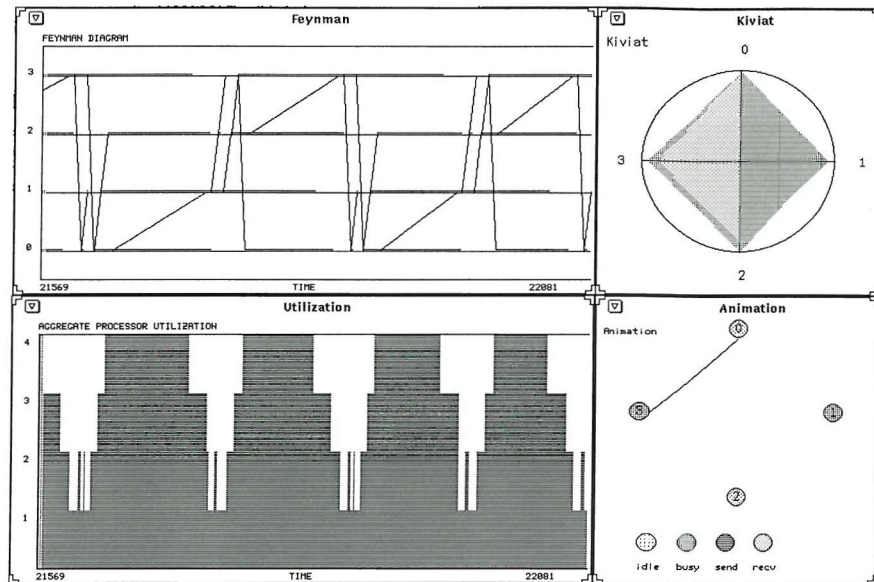 Feynman
FEYNMAN DIAGRAM
3
2
1
0
21569 TIME 22081
Kiviat
Kiviat
0
3 1
2
Utilization
AGGREGATE PROCESSOR UTILIZATION
4
3
2
1
21569 TIME 22081
Animation
Animation
0
3 1
2
idle busy send recv